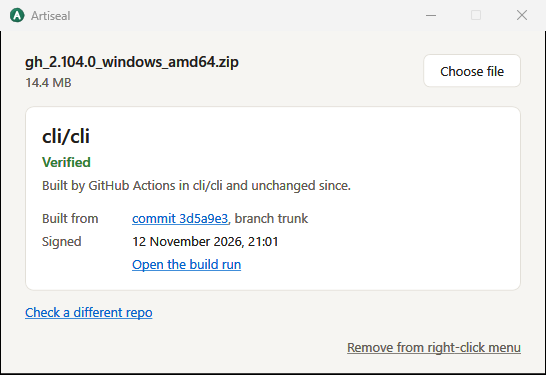 Artiseal
gh_2.104.0_windows_amd64.zip
14.4 MB
Choose file
cli/cli
Verified
Built by GitHub Actions in cli/cli and unchanged since.
Built from commit 3d5a9e3, branch trunk
Signed 12 November 2026, 21:01
Open the build run
Check a different repo
Remove from right-click menu